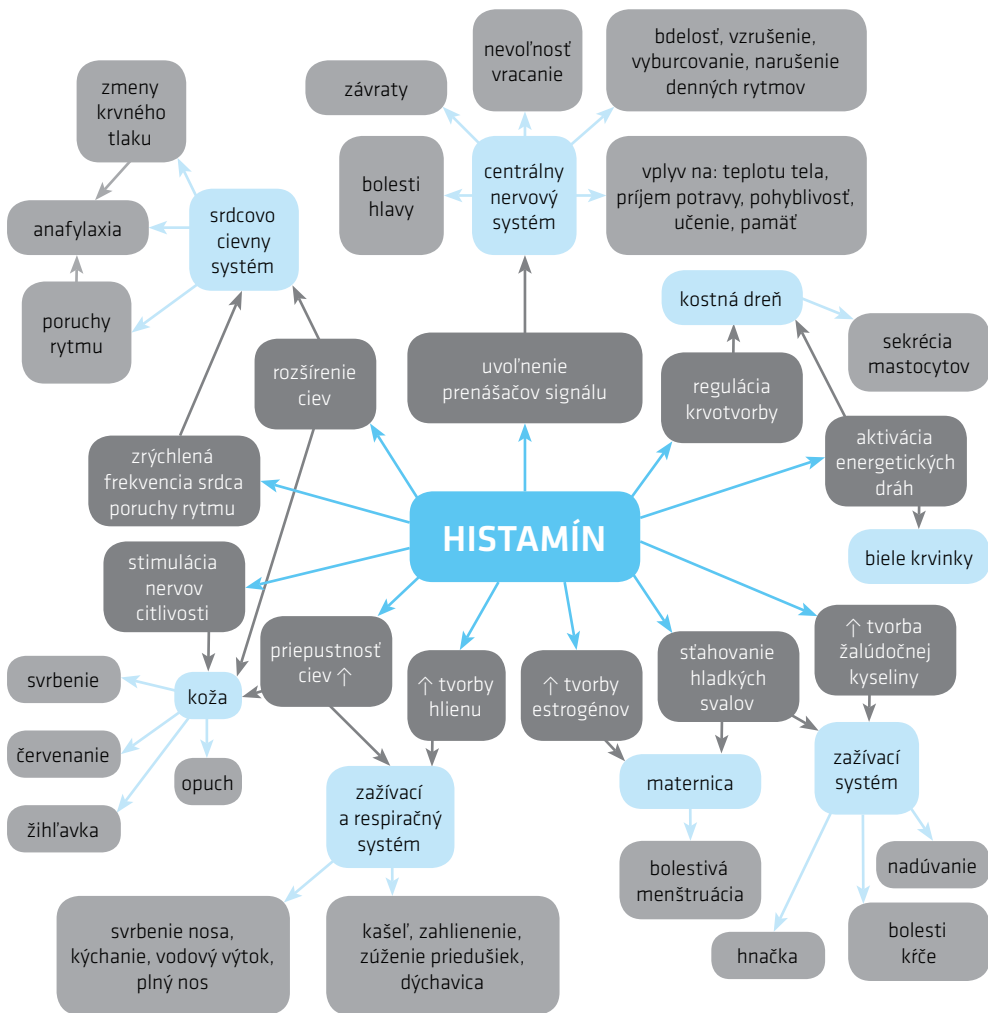 zmeny
krvného
tlaku
závraty
nevoľnosť
vracanie
bdelosť, vzrušenie,
vyburcovanie, narušenie
denných rytmov
anafylaxia
srdcovo
cievny
systém
bolesti
hlavy
centrálny
nervový
systém
vplyv na: teplotu tela,
príjem potravy, pohyblivosť,
učenie, pamäť
poruchy
rytmu
kostná dreň
sekrécia
mastocytov
rozšírenie
ciev
uvoľnenie
prenášačov signálu
regulácia
krvotvorby
aktivácia
energetických
dráh
zrýchlená
frekvencia srdca
poruchy rytmu
HISTAMÍN
biele krvinky
stimulácia
nervov
citlivosti
priepustnosť
ciev ↑
↑ tvorby
hlienu
↑ tvorby
estrogénov
sťahovanie
hladkých
svalov
↑ tvorba
žalúdočnej
kyseliny
svrbenie
koža
červenanie
opuch
žihľavka
zažívací
a respiračný
systém
maternica
zažívací
systém
bolestivá
menštruácia
nadúvanie
svrbenie nosa,
kýchanie, vodový výtok,
plný nos
kašeľ, zahlienenie,
zúženie priedušiek,
dýchavica
hnačka
bolesti
kŕče